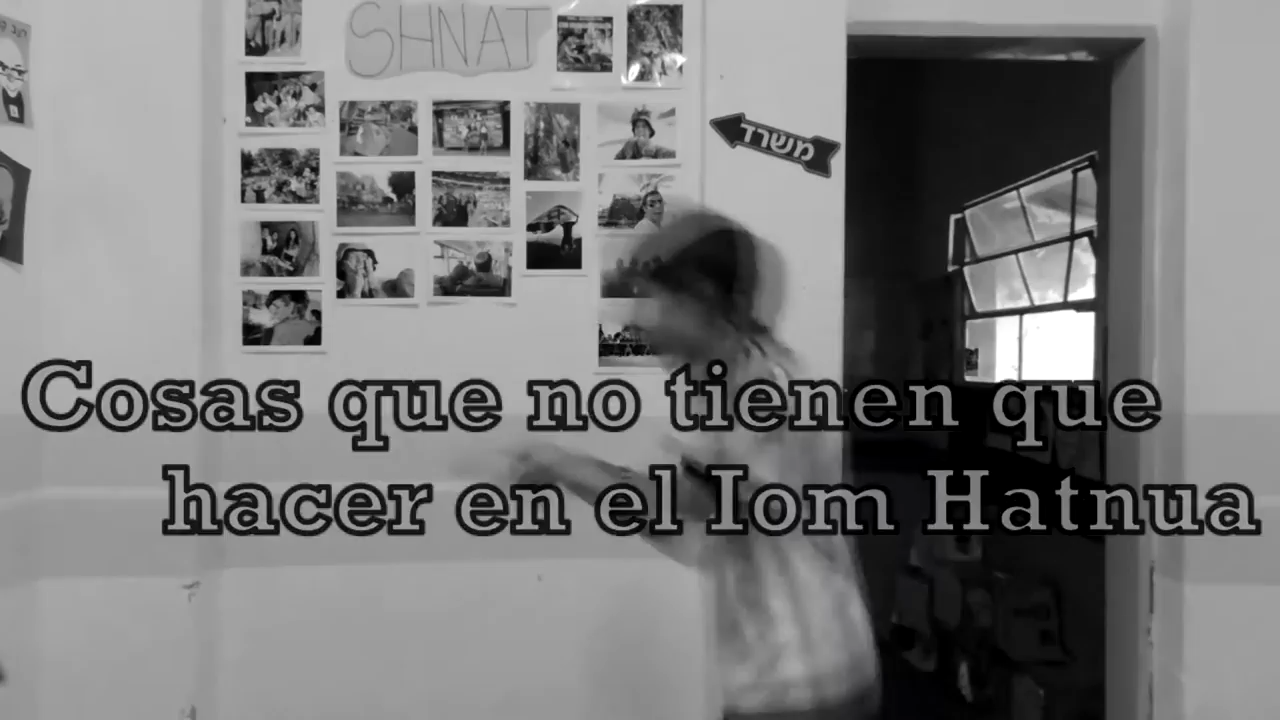 SHNAT
משרד
Cosas que no tienen que
hacer en el Iom Hatnua